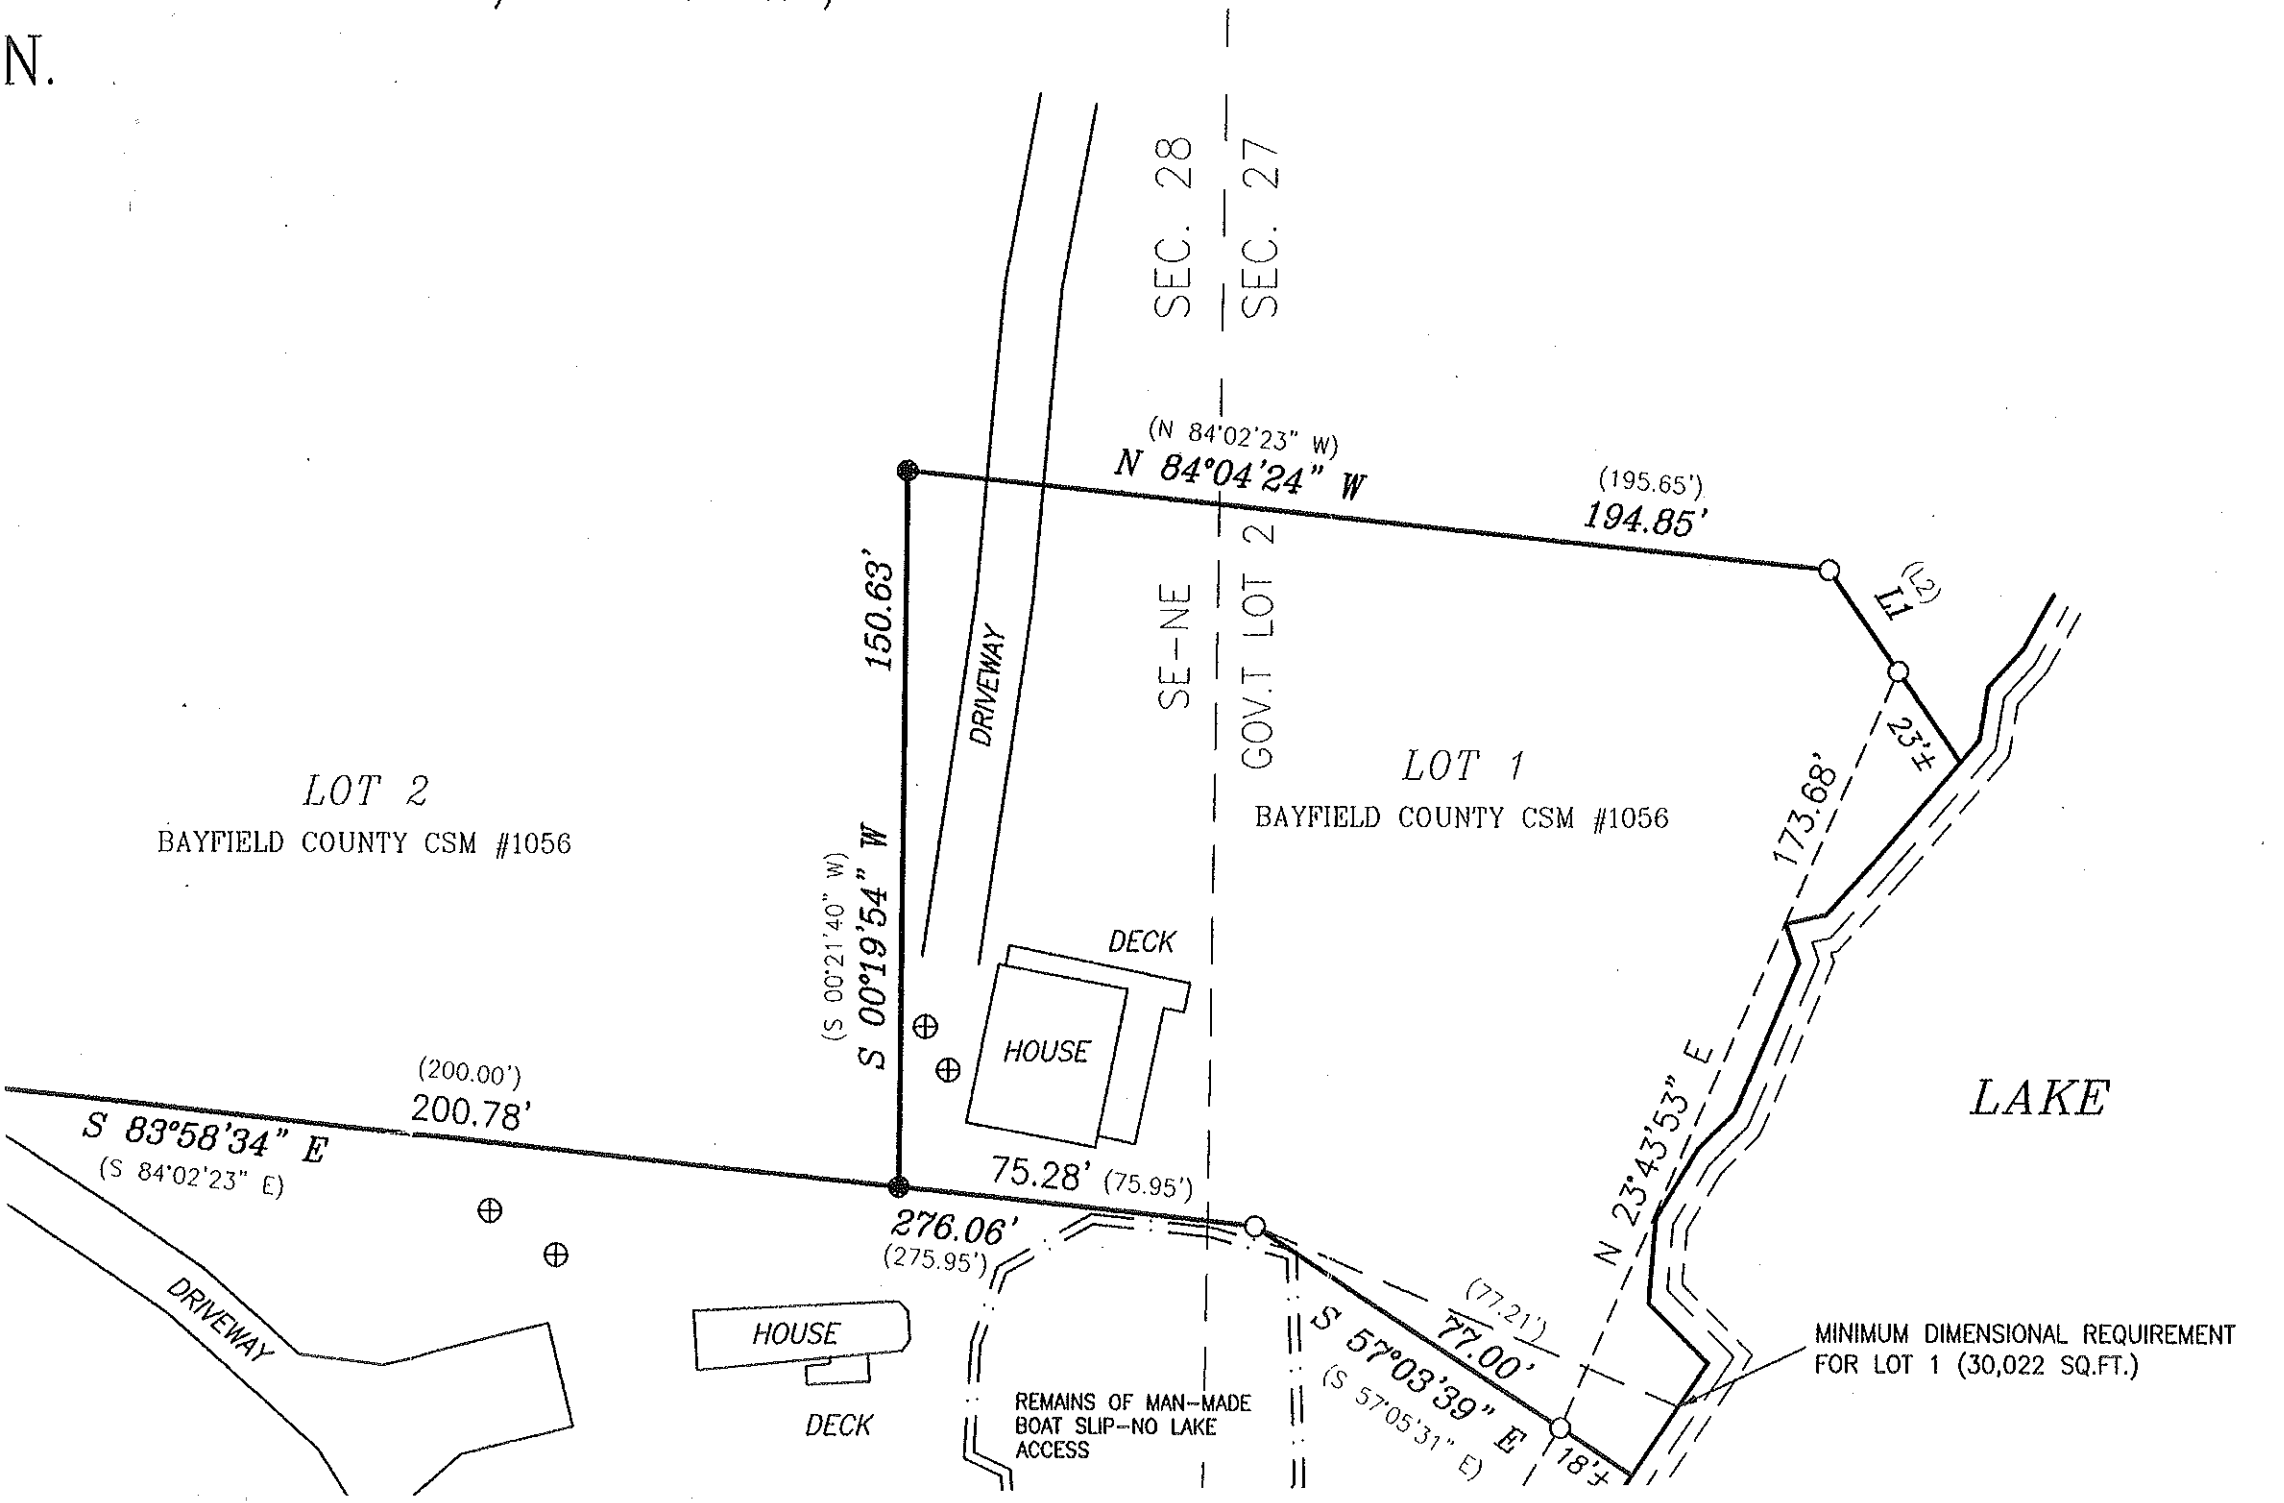 N.
SEC. 28
SEC. 27
(N 84°02'23" W)
N 84°04'24" W
(195.65')
194.85'
(L2)
L1
150.63'
DRIVEWAY
SE-NE
GOV.T LOT 2
23'±
LOT 2
BAYFIELD COUNTY CSM #1056
LOT 1
BAYFIELD COUNTY CSM #1056
173.68'
(S 00°21'40" W)
S 00°19'54" W
DECK
HOUSE
N 23°43'53" E
LAKE
(200.00')
200.78'
S 83°58'34" E
(S 84°02'23" E)
75.28' (75.95')
276.06'
(275.95')
DRIVEWAY
HOUSE
DECK
REMAINS OF MAN-MADE
BOAT SLIP-NO LAKE
ACCESS
(77.21')
77.00'
S 57°03'39" E
(S 57°05'31" E)
18'±
MINIMUM DIMENSIONAL REQUIREMENT
FOR LOT 1 (30,022 SQ.FT.)